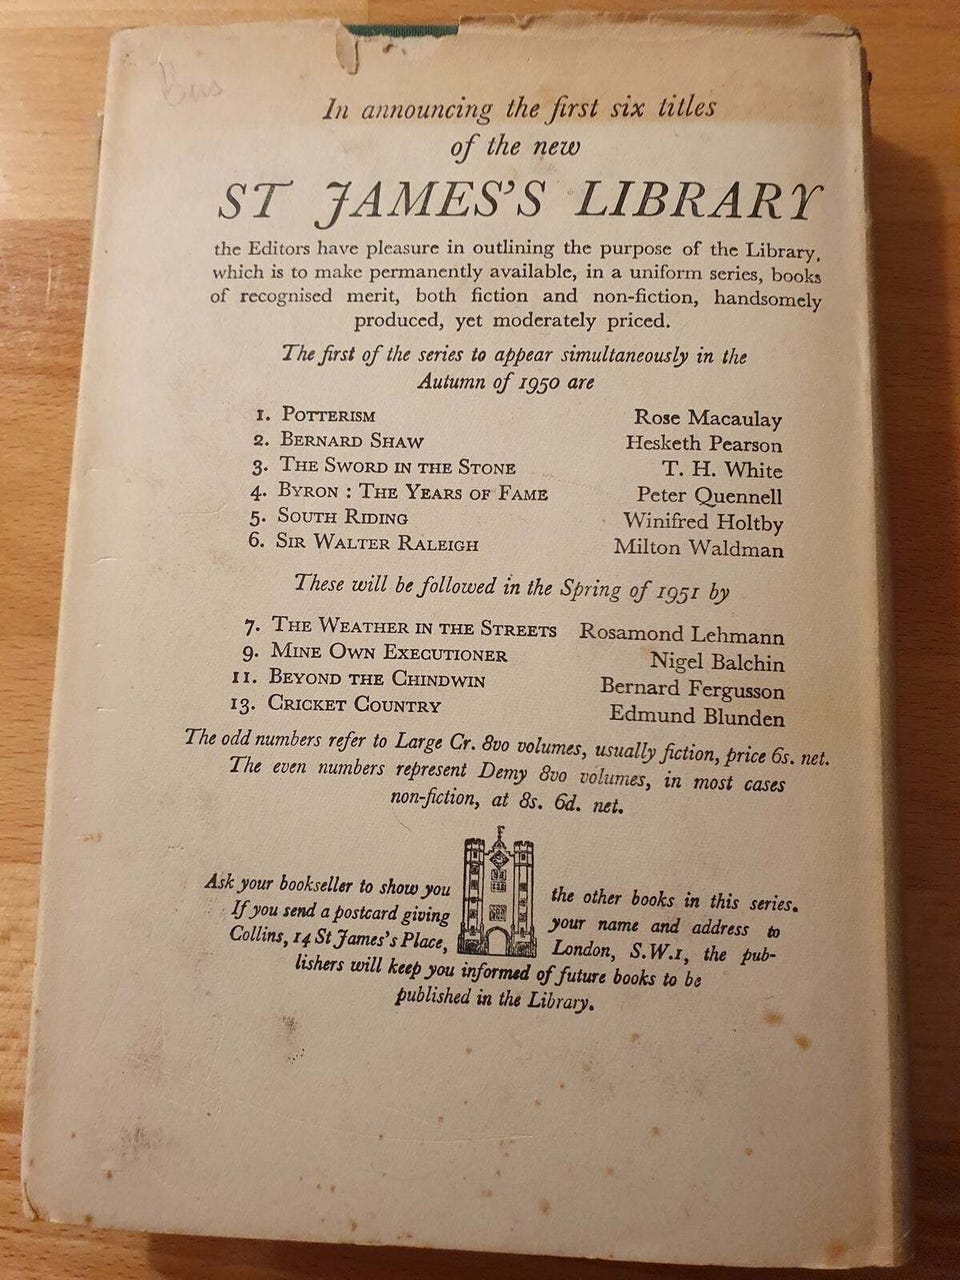 In announcing the first six titles
of the new
ST JAMES'S LIBRARY
the Editors have pleasure in outlining the purpose of the Library,
which is to make permanently available, in a uniform series, books
of recognised merit, both fiction and non-fiction, handsomely
produced, yet moderately priced.
The first of the series to appear simultaneously in the
Autumn of 1950 are
1. POTTERISM Rose Macaulay
2. BERNARD SHAW Hesketh Pearson
3. THE SWORD IN THE STONE T. H. White
4. BYRON : THE YEARS OF FAME Peter Quennell
5. SOUTH RIDING Winifred Holtby
6. SIR WALTER RALEIGH Milton Waldman
These will be followed in the Spring of 1951 by
7. THE WEATHER IN THE STREETS Rosamond Lehmann
9. MINE OWN EXECUTIONER Nigel Balchin
11. BEYOND THE CHINDWIN Bernard Fergusson
13. CRICKET COUNTRY Edmund Blunden
The odd numbers refer to Large Cr. 8vo volumes, usually fiction, price 6s. net.
The even numbers represent Demy 8vo volumes, in most cases
non-fiction, at 8s. 6d. net.
Ask your bookseller to show you the other books in this series.
If you send a postcard giving your name and address to
Collins, 14 St James's Place, London, S.W.1, the pub-
lishers will keep you informed of future books to be
published in the Library.